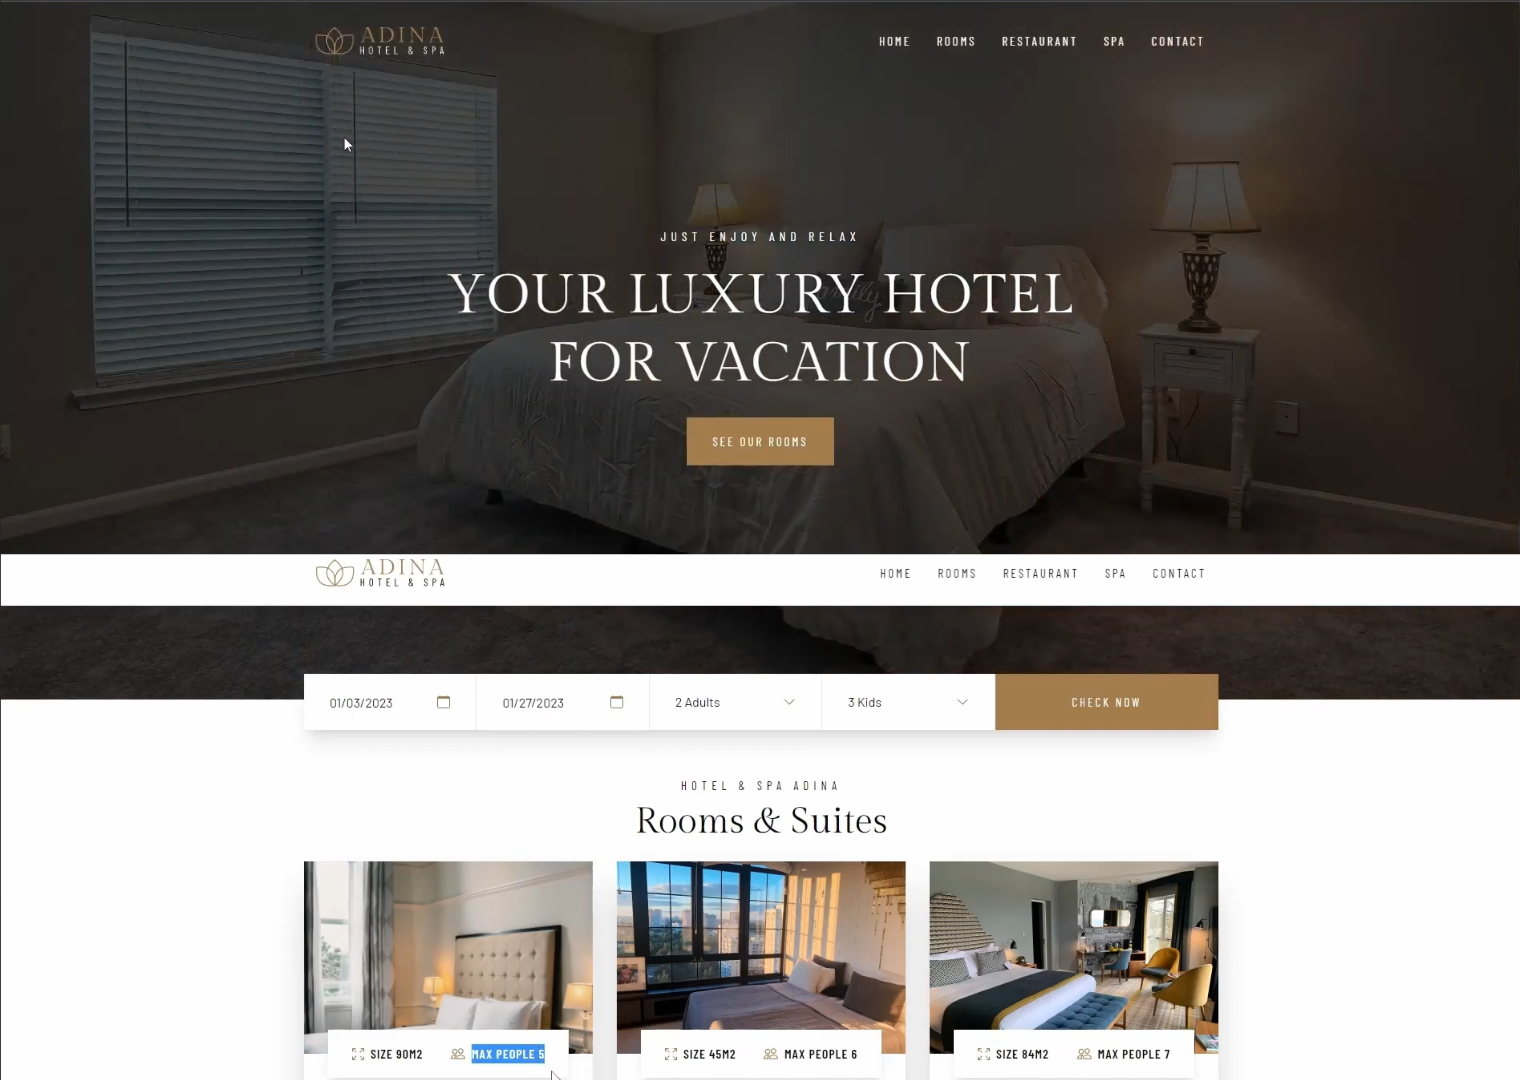 ADINA
HOTEL & SPA
HOME ROOMS RESTAURANT SPA CONTACT
JUST ENJOY AND RELAX
YOUR LUXURY HOTEL
FOR VACATION
SEE OUR ROOMS
ADINA
HOTEL & SPA
HOME ROOMS RESTAURANT SPA CONTACT
01/03/2023 01/27/2023 2 Adults 3 Kids CHECK NOW
HOTEL & SPA ADINA
Rooms & Suites
SIZE 90M2 MAX PEOPLE 5
SIZE 45M2 MAX PEOPLE 6
SIZE 84M2 MAX PEOPLE 7